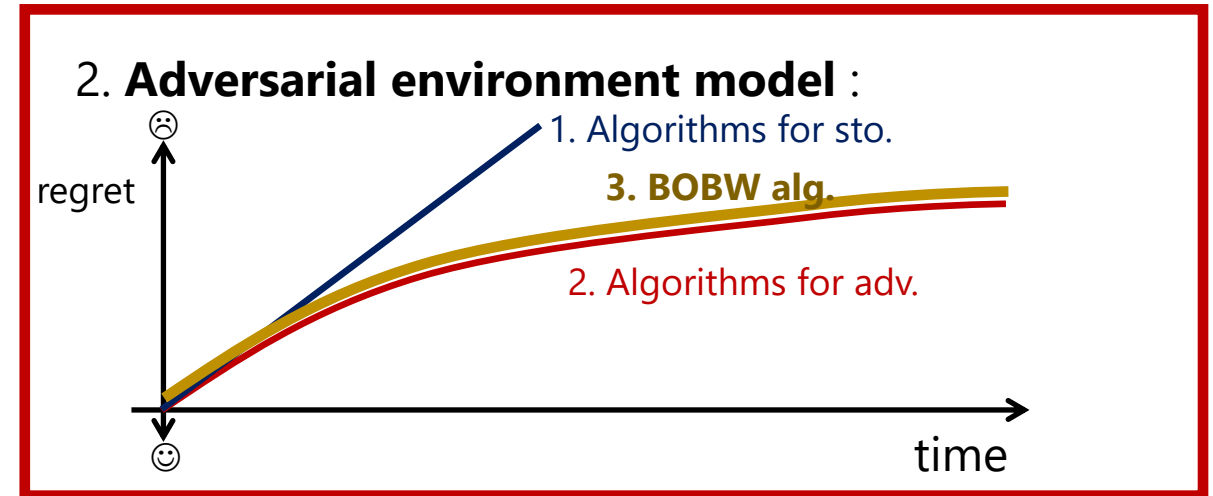 2. Adversarial environment model :
☹
1. Algorithms for sto.
regret
3. BOBW alg.
2. Algorithms for adv.
☺
time